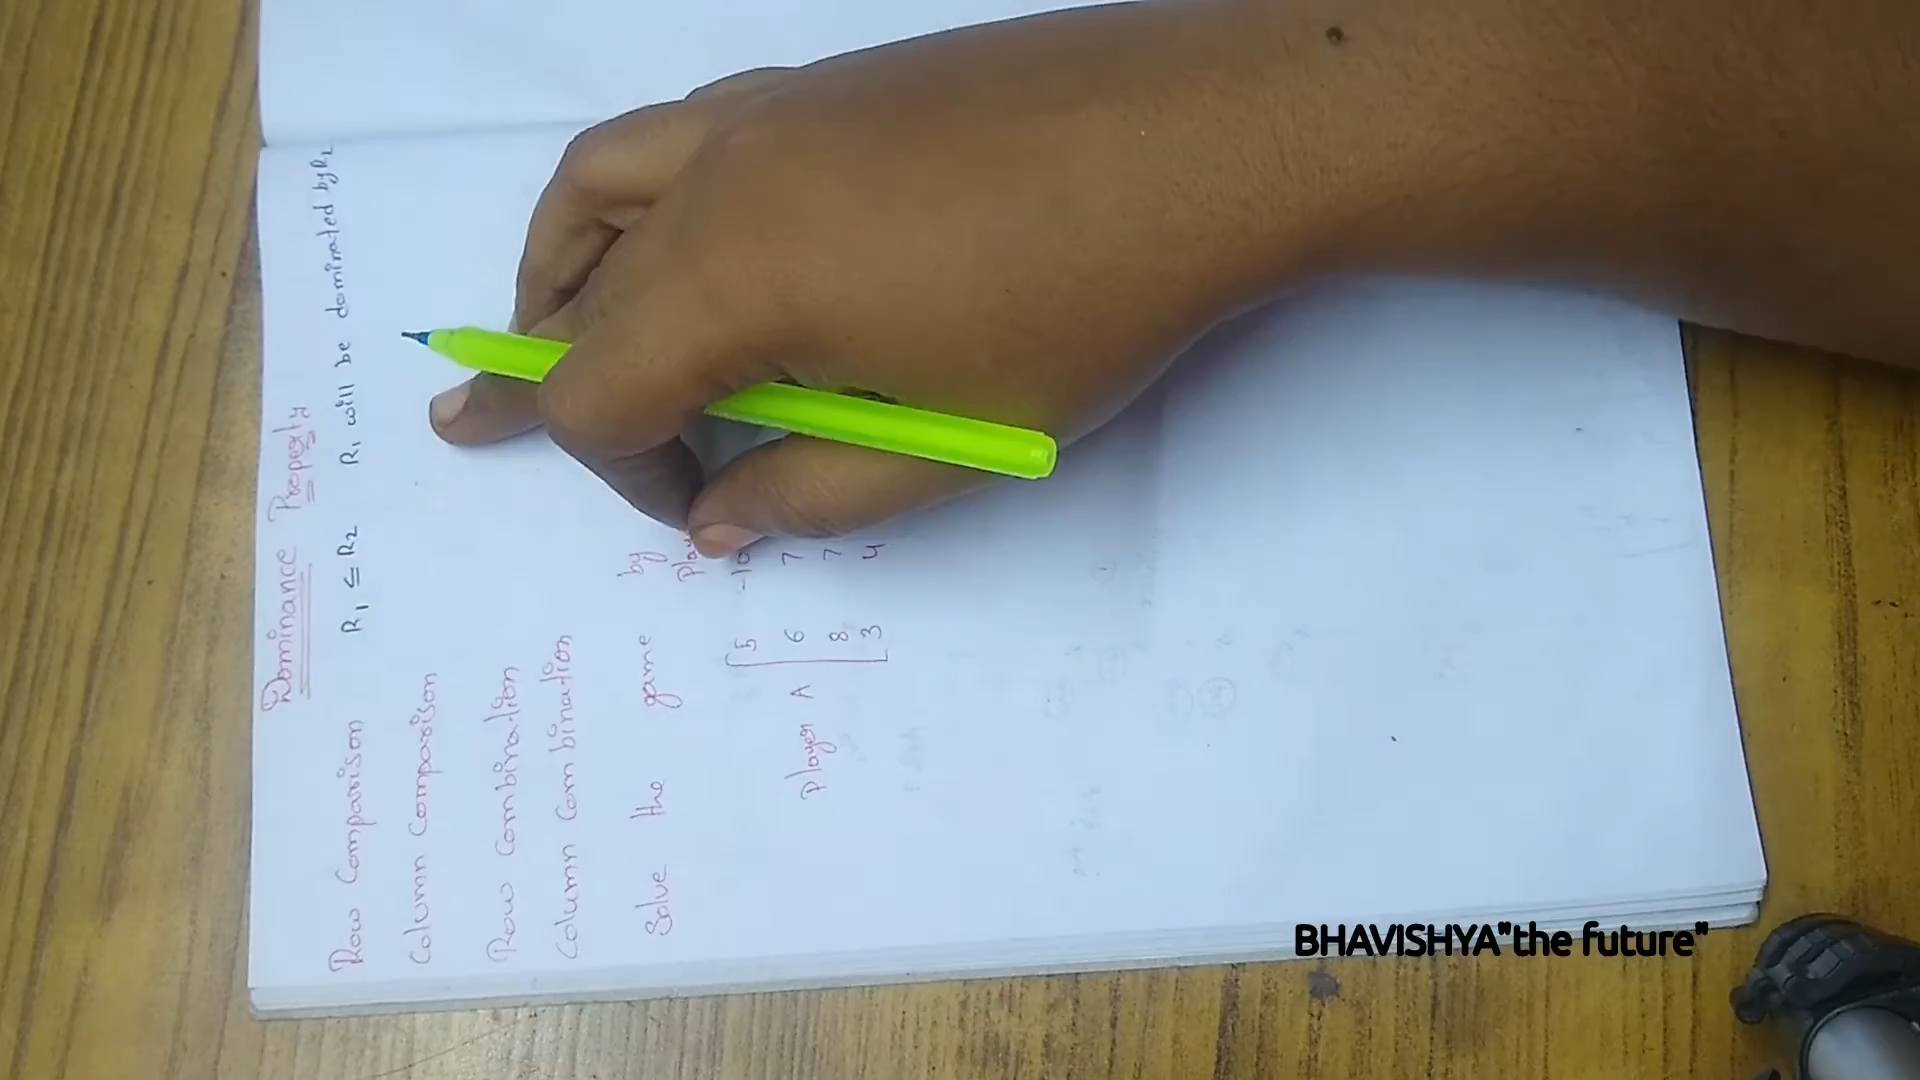 Dominance Property
Row Comparison R₁ ≤ R₂ R₁ will be dominated by R₂
Column Comparison
Row Combination
Column Combination
Solve the game by
5 -10
Player A 6 7
8 7
3 4
BHAVISHYA"the future"